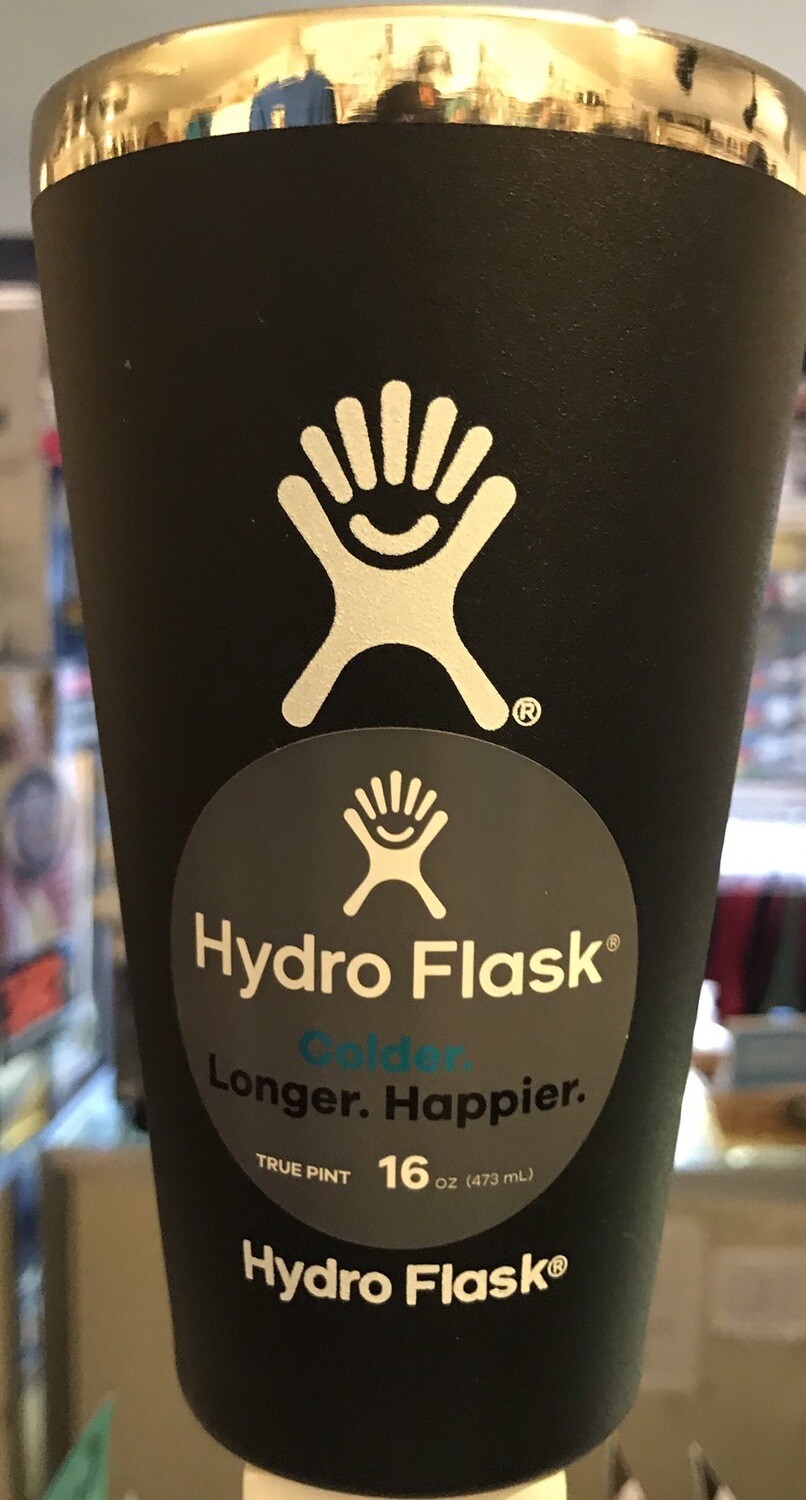 ®
Hydro Flask®
Colder.
Longer. Happier.
TRUE PINT 16 oz (473 mL)
Hydro Flask®